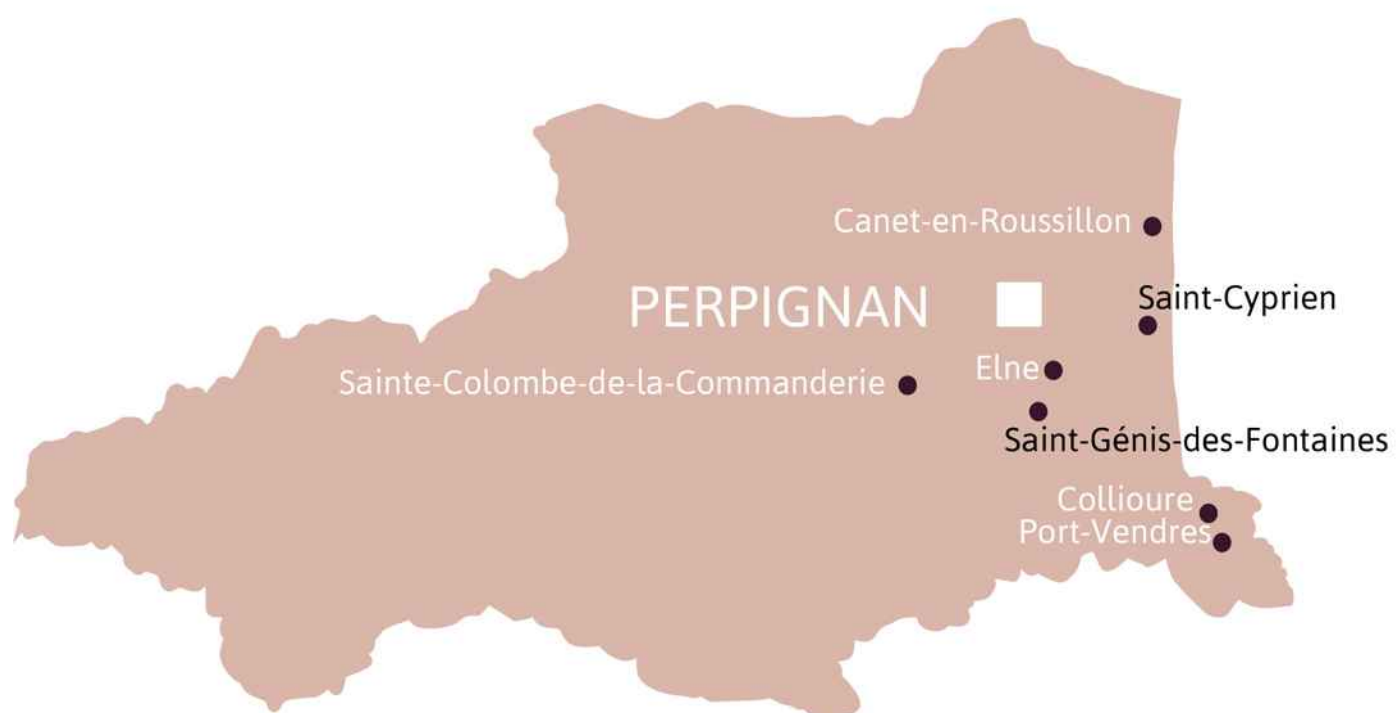 Canet-en-Roussillon
PERPIGNAN
Saint-Cyprien
Elne
Sainte-Colombe-de-la-Commanderie
Saint-Génis-des-Fontaines
Collioure
Port-Vendres